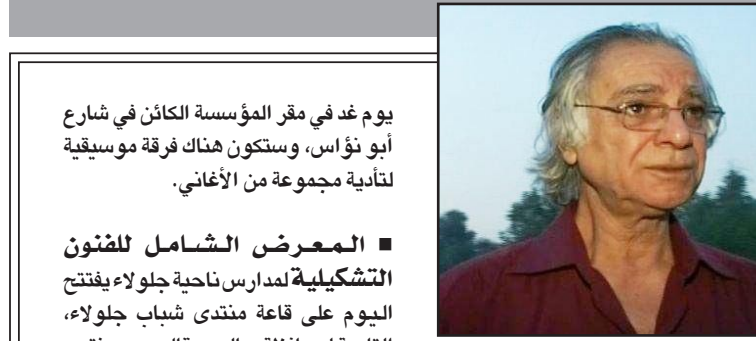 يوم غد في مقر المؤسسة الكائن في شارع
أبو نؤاس، وستكون هناك فرقة موسيقية
لتأدية مجموعة من الأغاني.
■ المعرض الشامل للفنون
التشكيلية لمدارس ناحية جلولاء يفتتح
اليوم على قاعة منتدى شباب جلولاء،